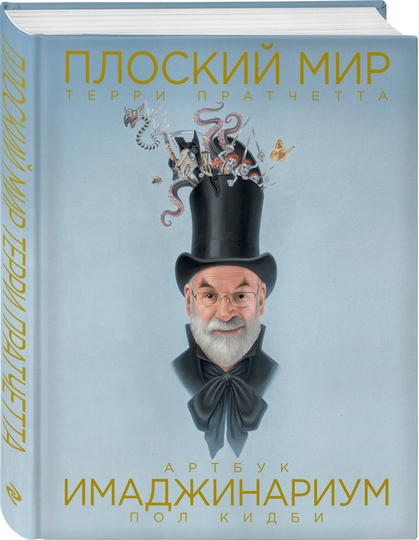 ПЛОСКИЙ МИР
ТЕРРИ ПРАТЧЕТТА
АРТБУК
ИМАДЖИНАРИУМ
ПОЛ КИДБИ
ПЛОСКИЙ МИР ТЕРРИ ПРАТЧЕТТА